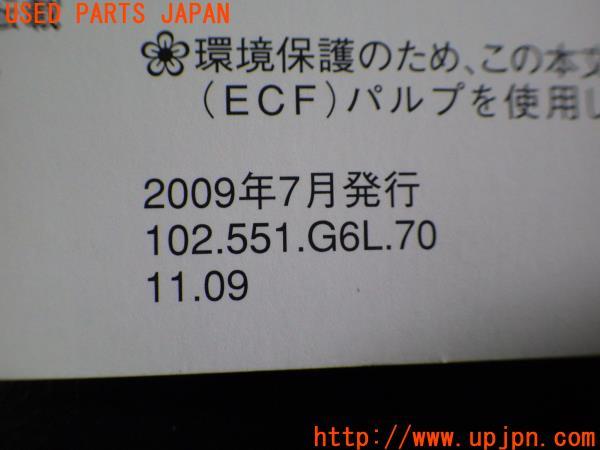 USED PARTS JAPAN
❀環境保護のため、この本文
(ECF)パルプを使用し
2009年7月発行
102.551.G6L.70
11.09
http://www.upjpn.com/